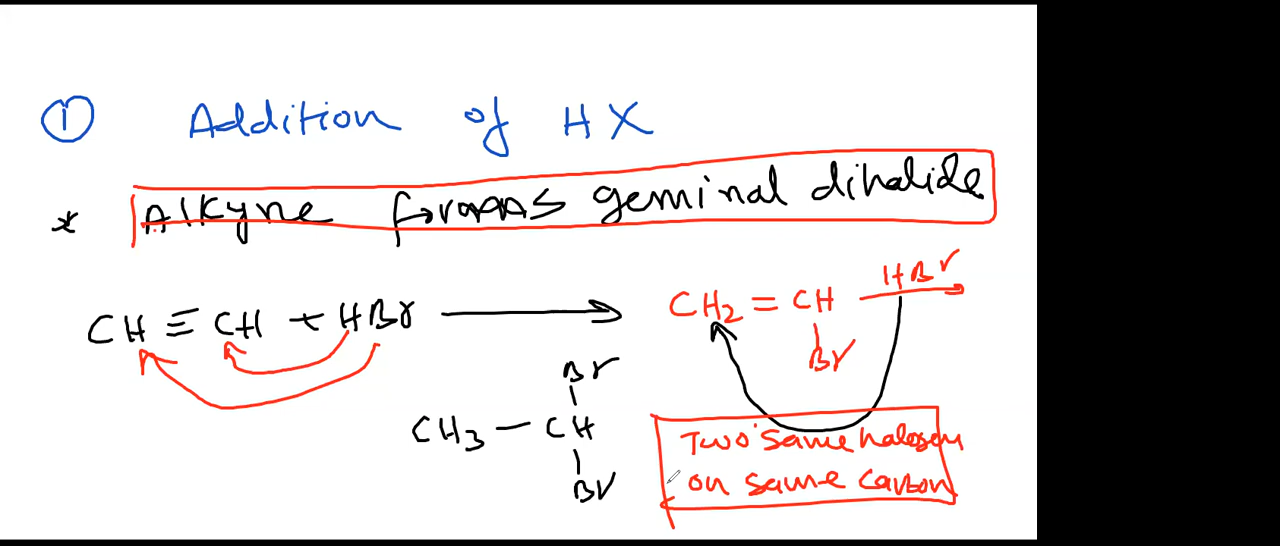 ① Addition of HX
* Alkyne forms geminal dihalide
CH ≡ CH + HBr → CH2 = CH HBr
Br
Br
CH3 — CH
Br
Two same halogen
on same carbon